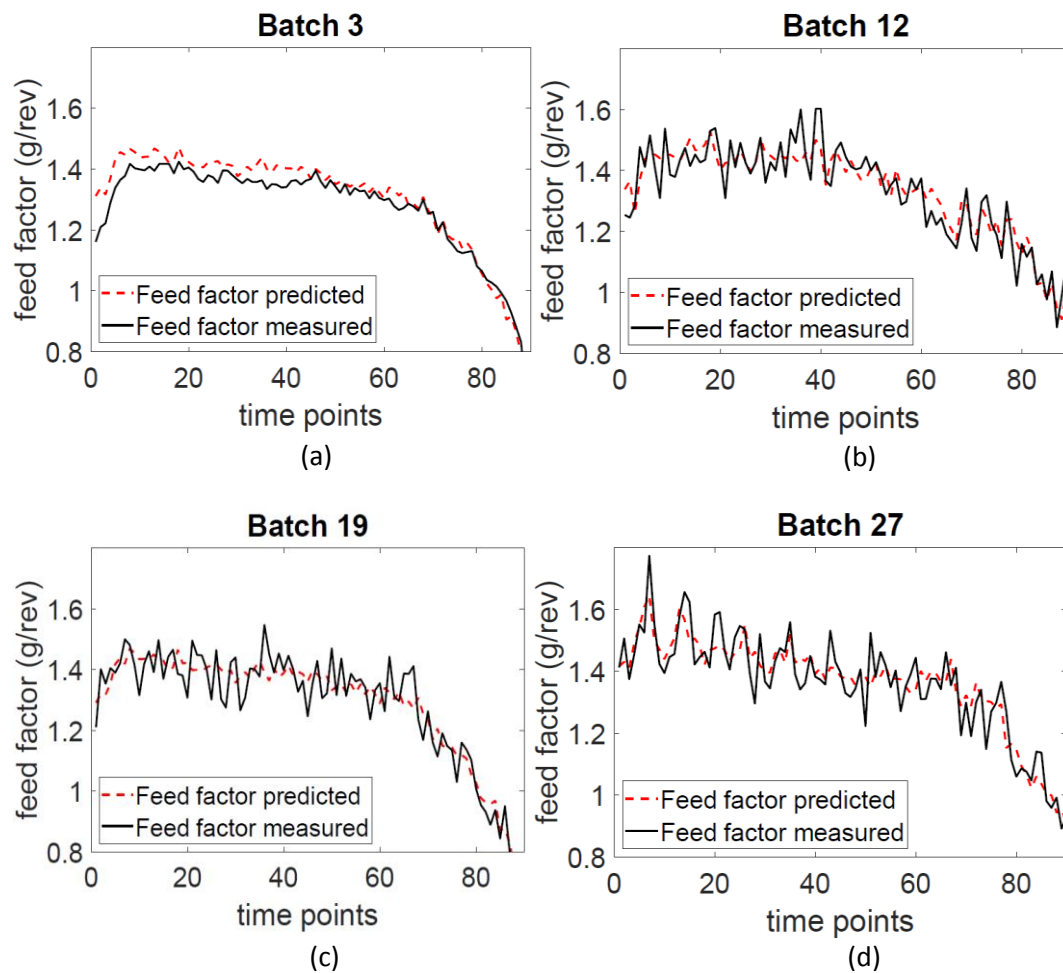 Batch 3
feed factor (g/rev)
1.6
1.4
1.2
1
0.8
Feed factor predicted
Feed factor measured
0 20 40 60 80
time points
(a)
Batch 12
feed factor (g/rev)
1.6
1.4
1.2
1
0.8
Feed factor predicted
Feed factor measured
0 20 40 60 80
time points
(b)
Batch 19
feed factor (g/rev)
1.6
1.4
1.2
1
0.8
Feed factor predicted
Feed factor measured
0 20 40 60 80
time points
(c)
Batch 27
feed factor (g/rev)
1.6
1.4
1.2
1
0.8
Feed factor predicted
Feed factor measured
0 20 40 60 80
time points
(d)